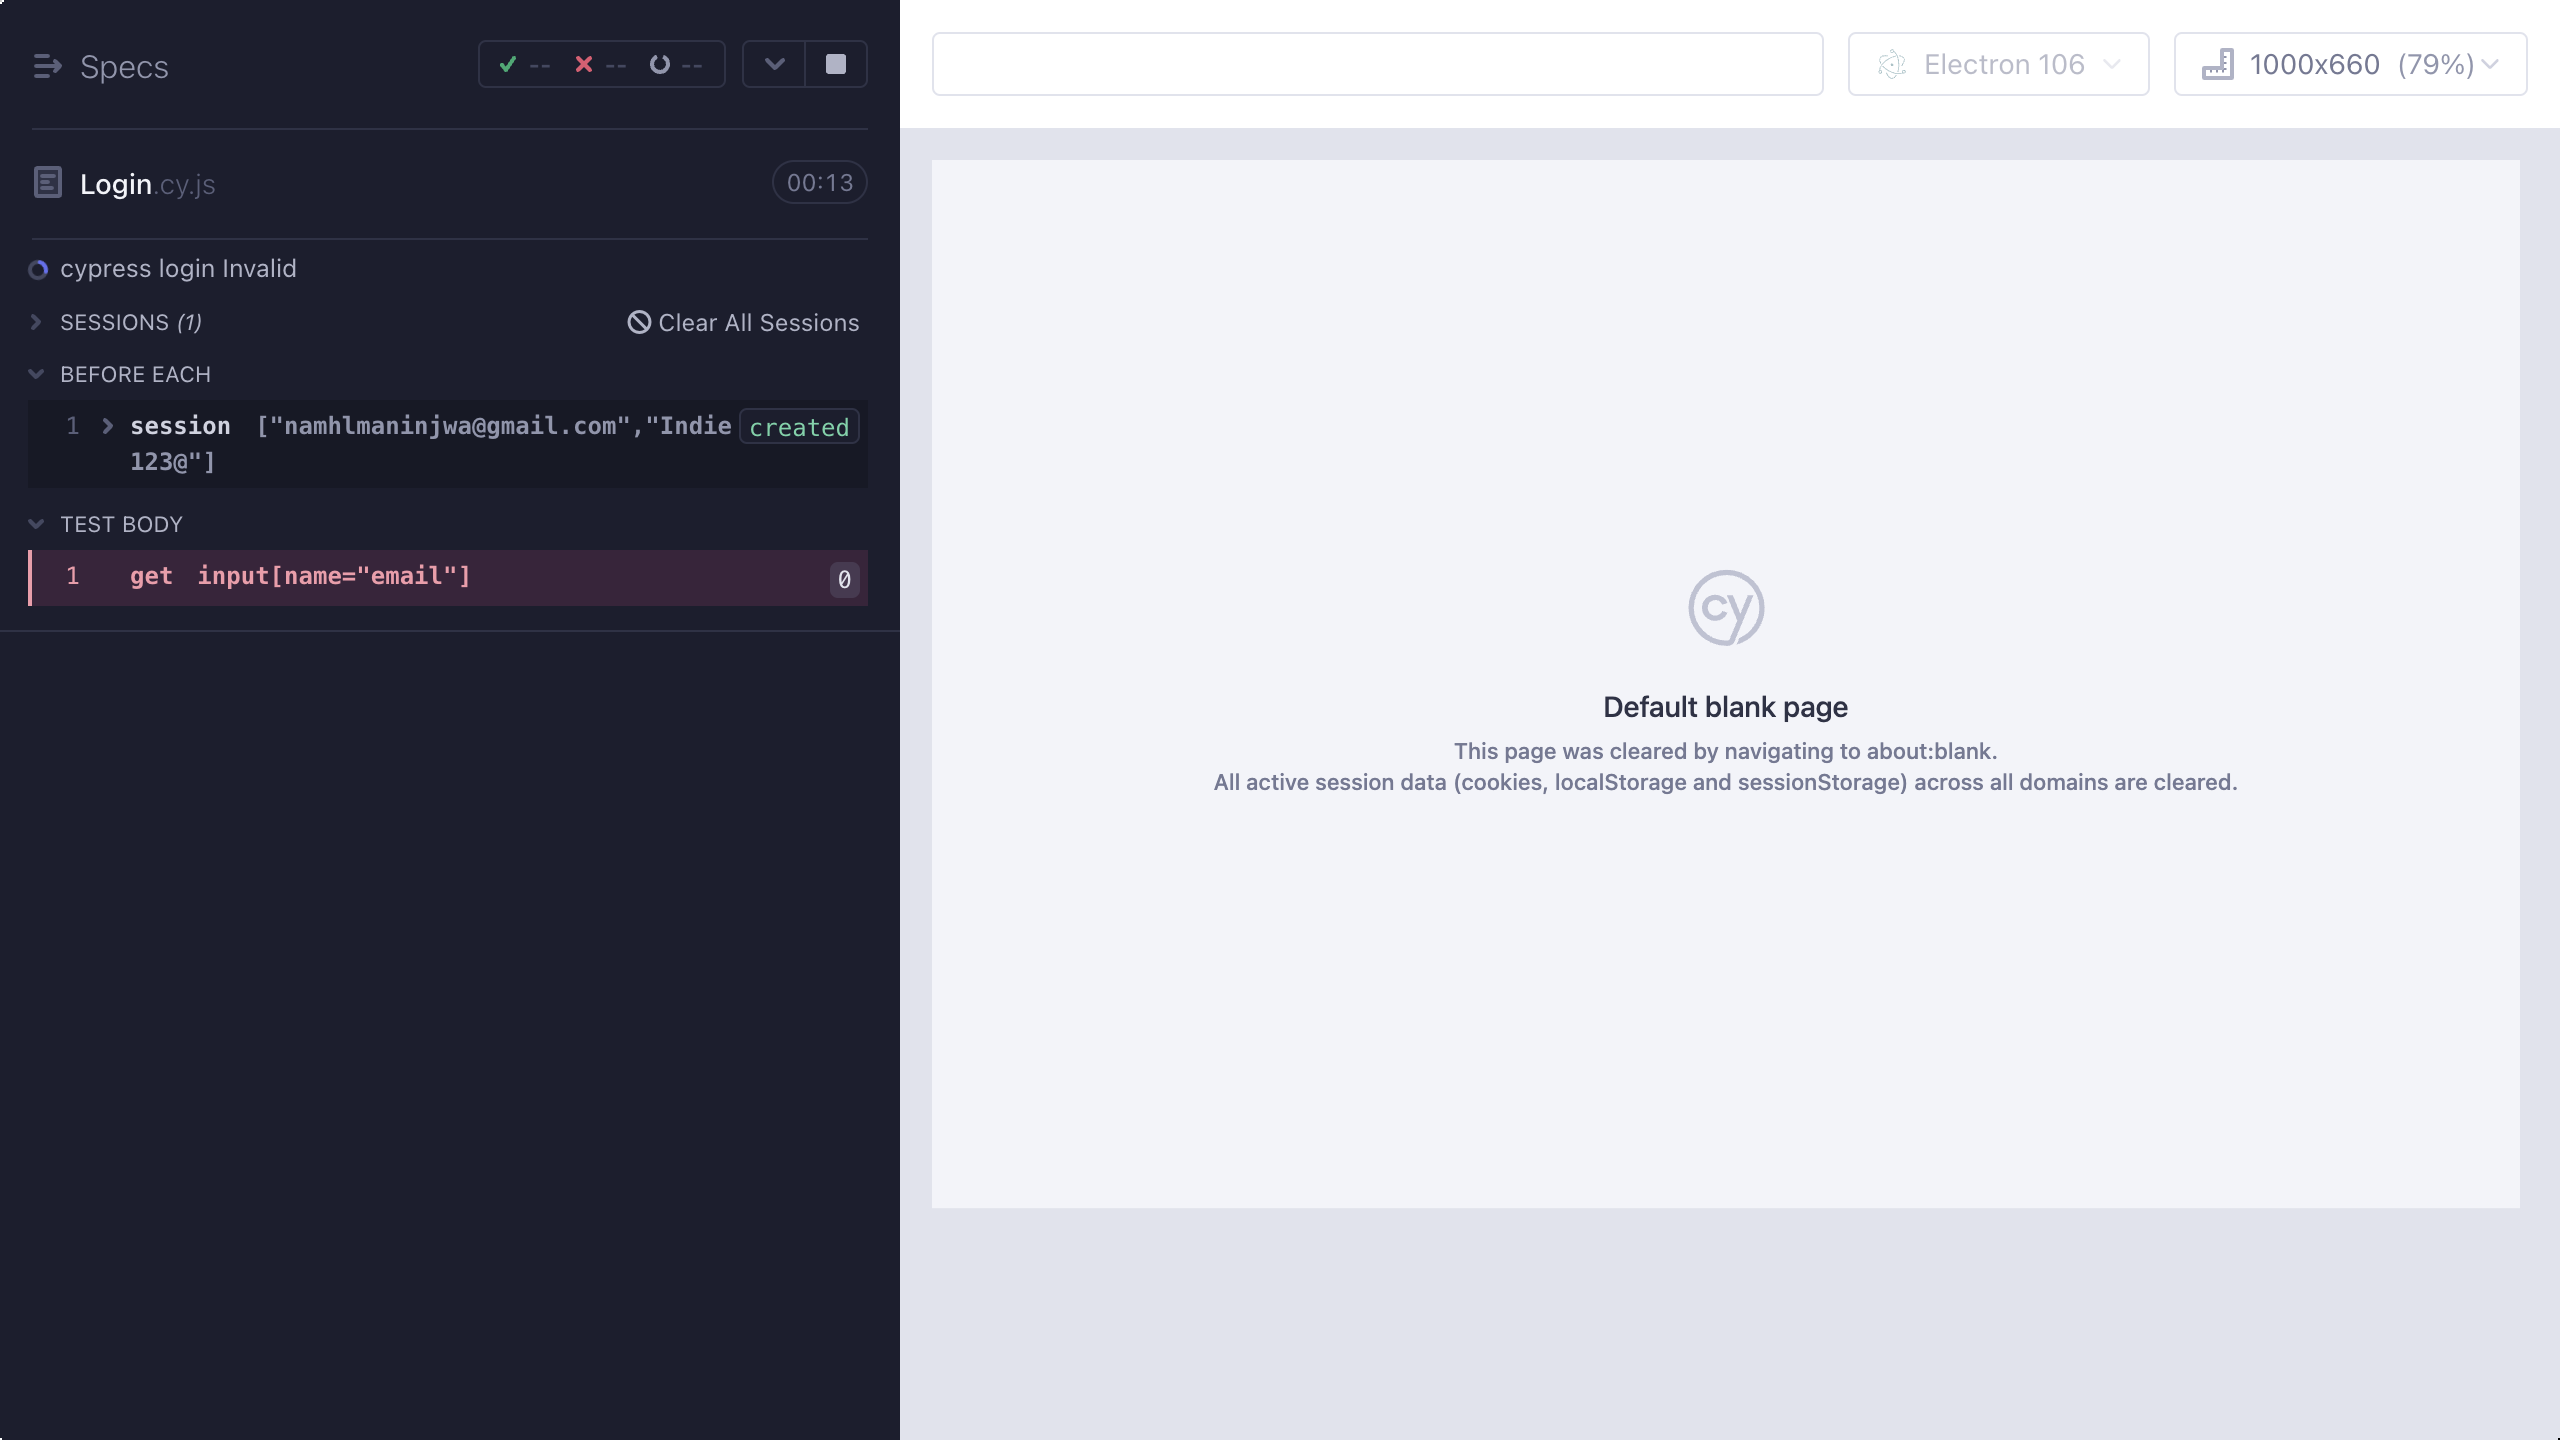 Specs
-- -- --
Electron 106
1000x660 (79%)
Login.cy.js
00:13
cypress login Invalid
SESSIONS (1)
Clear All Sessions
BEFORE EACH
1 session ["namhlmaninjwa@gmail.com","Indie created
123@"]
TEST BODY
1 get input[name="email"] 0
cy
Default blank page
This page was cleared by navigating to about:blank.
All active session data (cookies, localStorage and sessionStorage) across all domains are cleared.